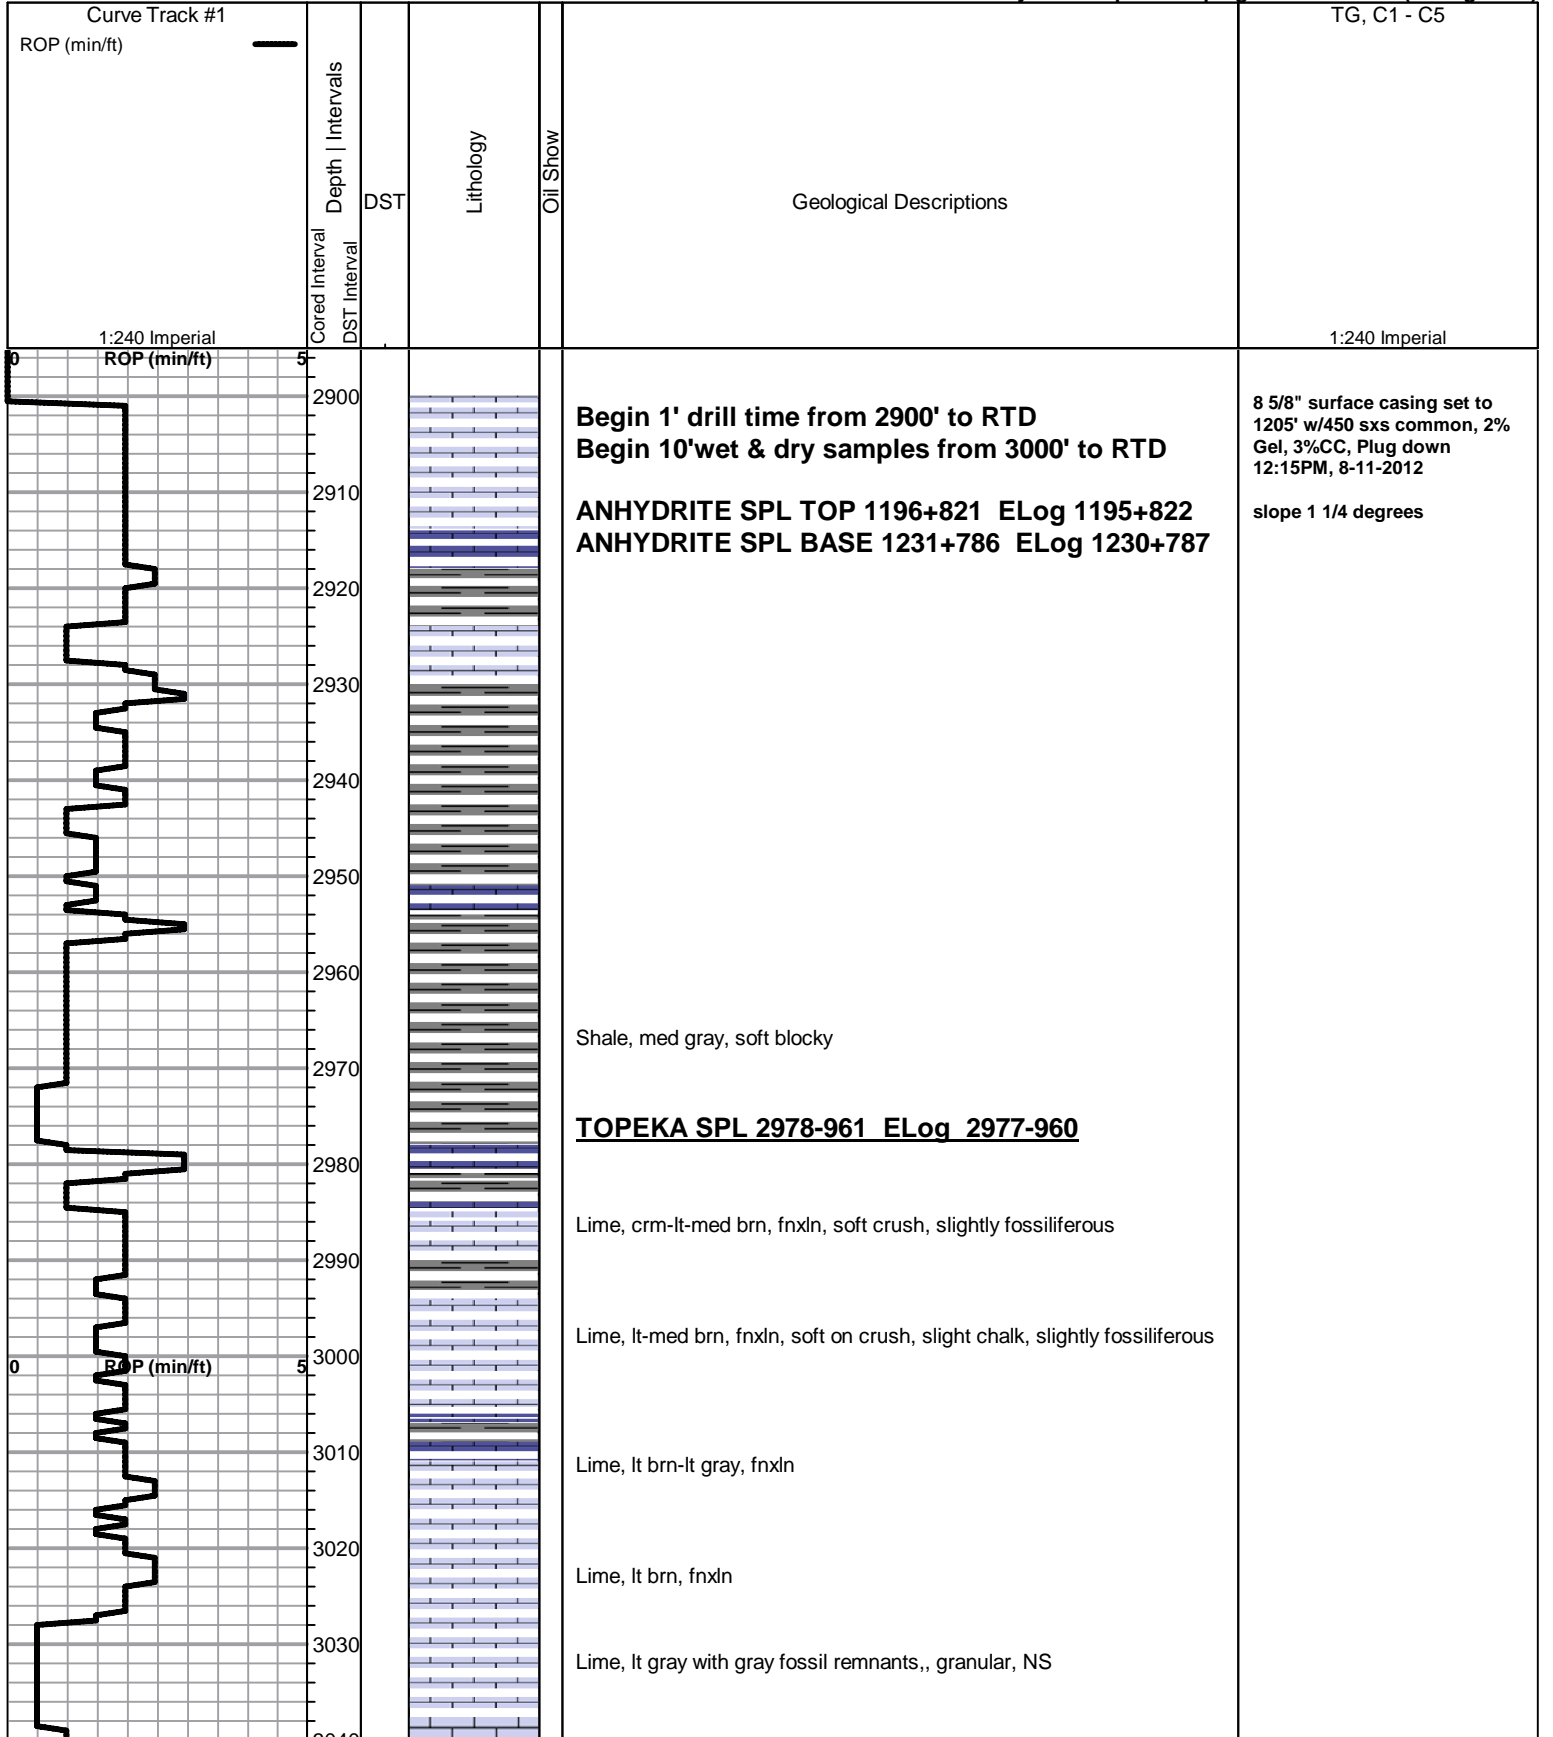 Curve Track #1
ROP (min/ft)
1:240 Imperial
Depth | Intervals
Cored Interval
DST Interval
DST
Lithology
Oil Show
Geological Descriptions
TG, C1 - C5
1:240 Imperial
0 ROP (min/ft) 5
2900
Begin 1' drill time from 2900' to RTD
Begin 10'wet & dry samples from 3000' to RTD
8 5/8" surface casing set to
1205' w/450 sxs common, 2%
Gel, 3%CC, Plug down
12:15PM, 8-11-2012
2910
ANHYDRITE SPL TOP 1196+821 ELog 1195+822
ANHYDRITE SPL BASE 1231+786 ELog 1230+787
slope 1 1/4 degrees
2920
2930
2940
2950
2960
Shale, med gray, soft blocky
2970
TOPEKA SPL 2978-961 ELog 2977-960
2980
Lime, crm-lt-med brn, fnxln, soft crush, slightly fossiliferous
2990
Lime, lt-med brn, fnxln, soft on crush, slight chalk, slightly fossiliferous
3000
0 ROP (min/ft) 5
3010
Lime, lt brn-lt gray, fnxln
3020
Lime, lt brn, fnxln
3030
Lime, lt gray with gray fossil remnants,, granular, NS